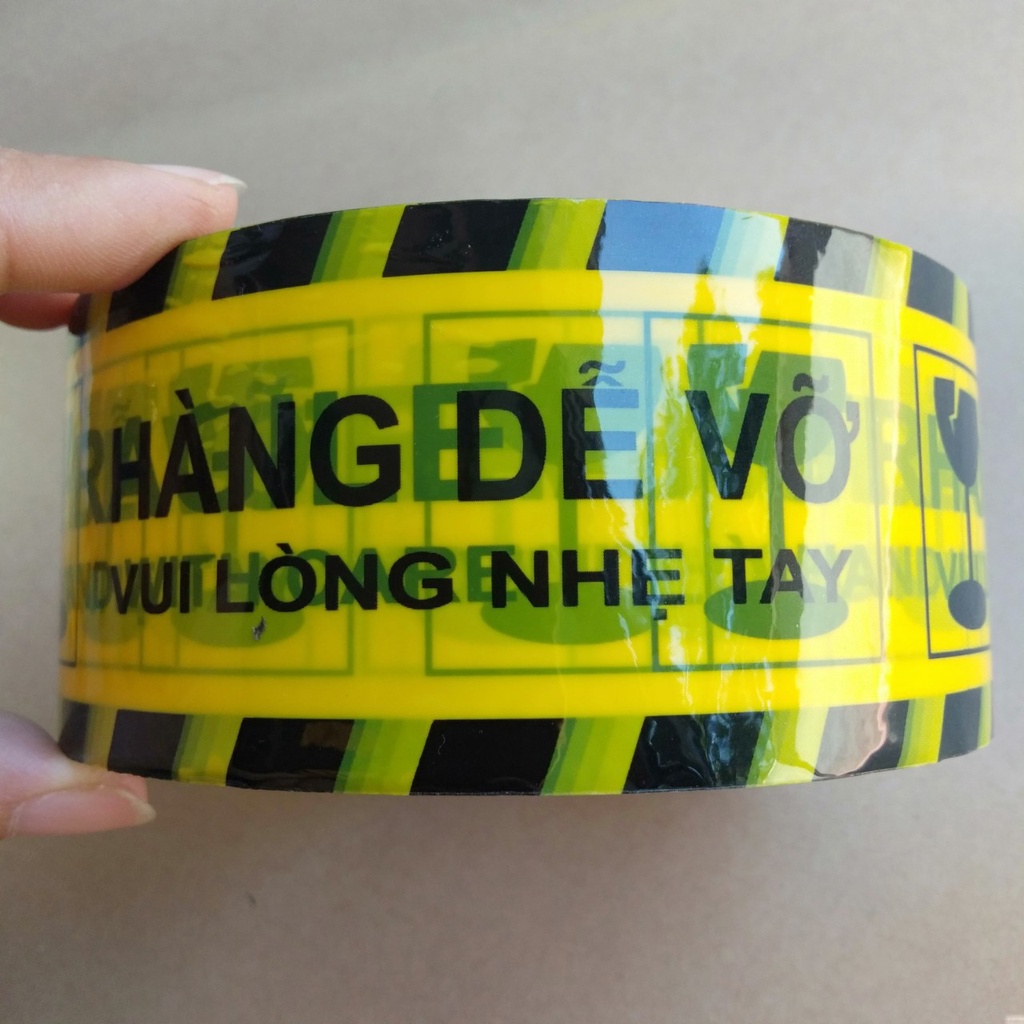 HÀNG DỄ VỠ
VUI LÒNG NHẸ TAY